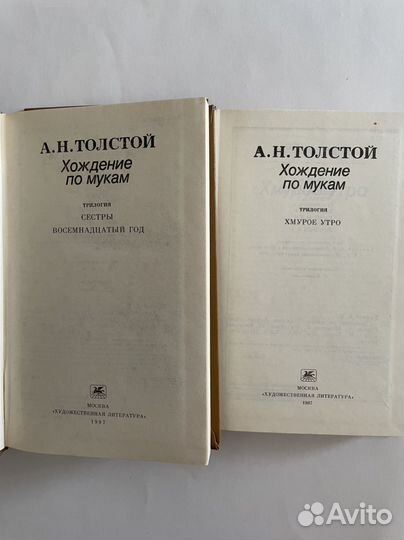 А.Н.ТОЛСТОЙ
Хождение
по мукам
ТРИЛОГИЯ
СЕСТРЫ
ВОСЕМНАДЦАТЫЙ ГОД
МОСКВА
«ХУДОЖЕСТВЕННАЯ ЛИТЕРАТУРА»
1987
А.Н.ТОЛСТОЙ
Хождение
по мукам
ТРИЛОГИЯ
ХМУРОЕ УТРО
МОСКВА
«ХУДОЖЕСТВЕННАЯ ЛИТЕРАТУРА»
1987
Avito